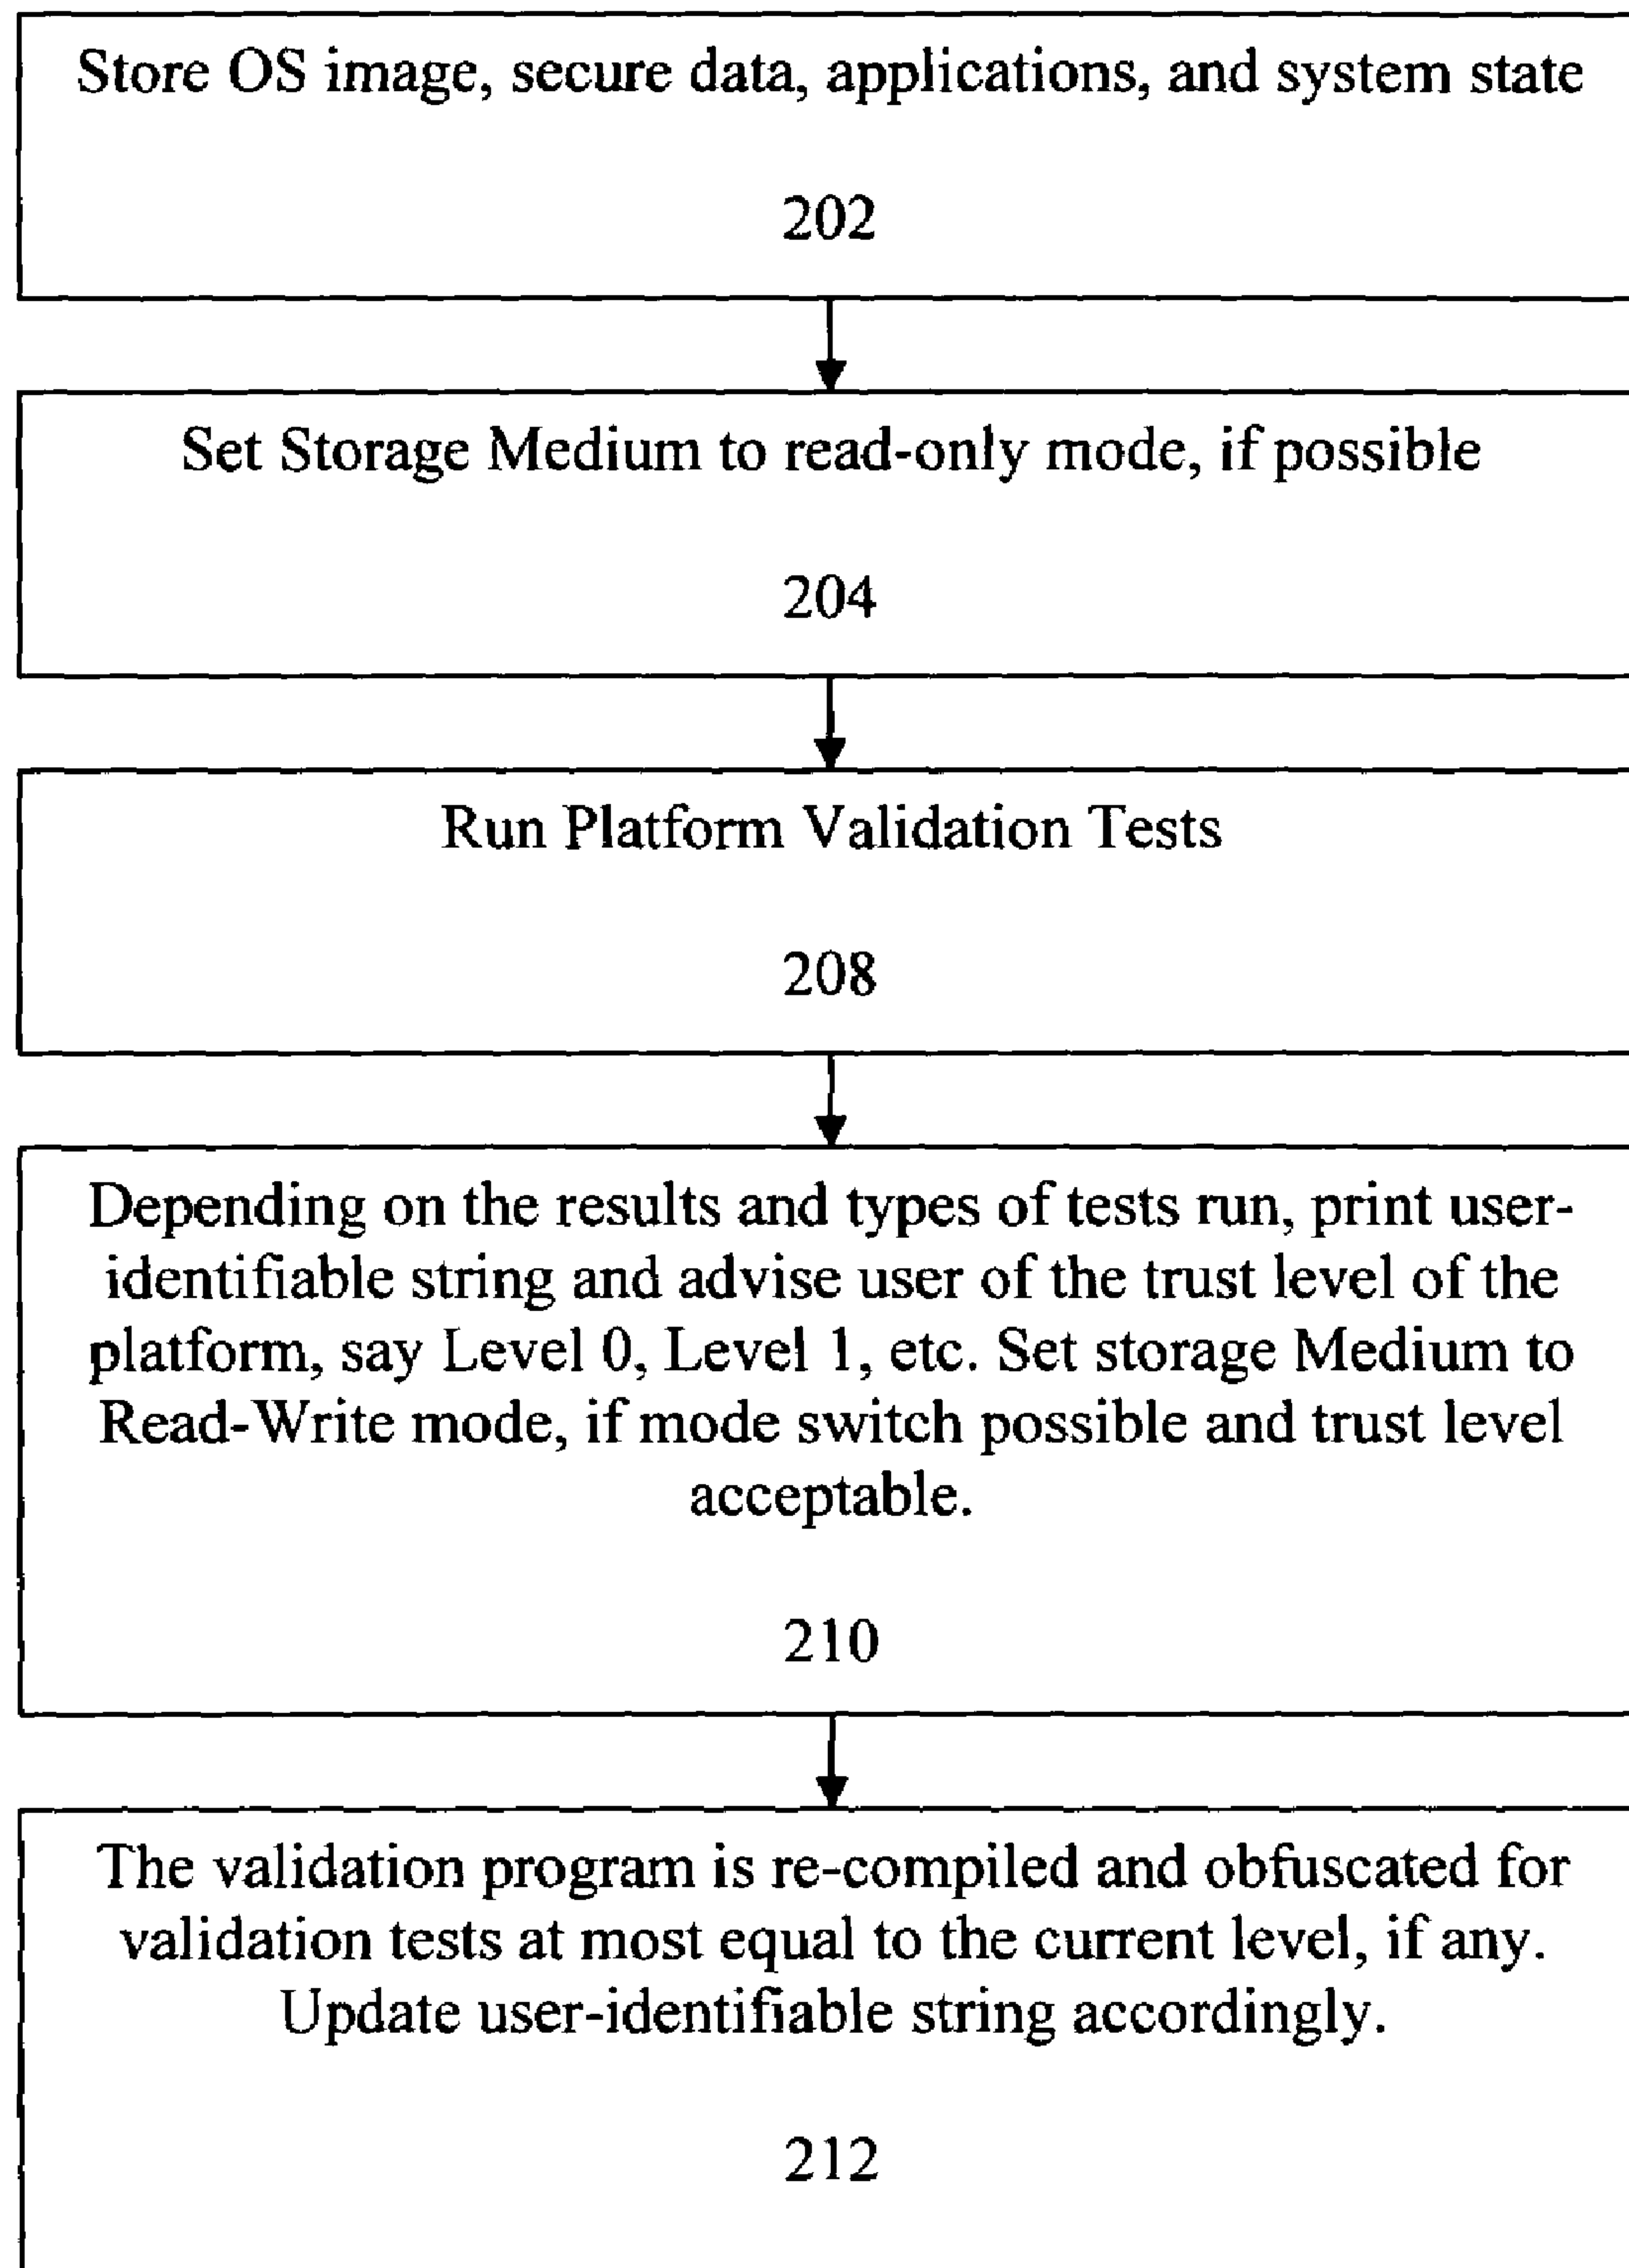 Store OS image, secure data, applications, and system state
202
Set Storage Medium to read-only mode, if possible
204
Run Platform Validation Tests
208
Depending on the results and types of tests run, print user-
identifiable string and advise user of the trust level of the
platform, say Level 0, Level 1, etc. Set storage Medium to
Read-Write mode, if mode switch possible and trust level
acceptable.
210
The validation program is re-compiled and obfuscated for
validation tests at most equal to the current level, if any.
Update user-identifiable string accordingly.
212